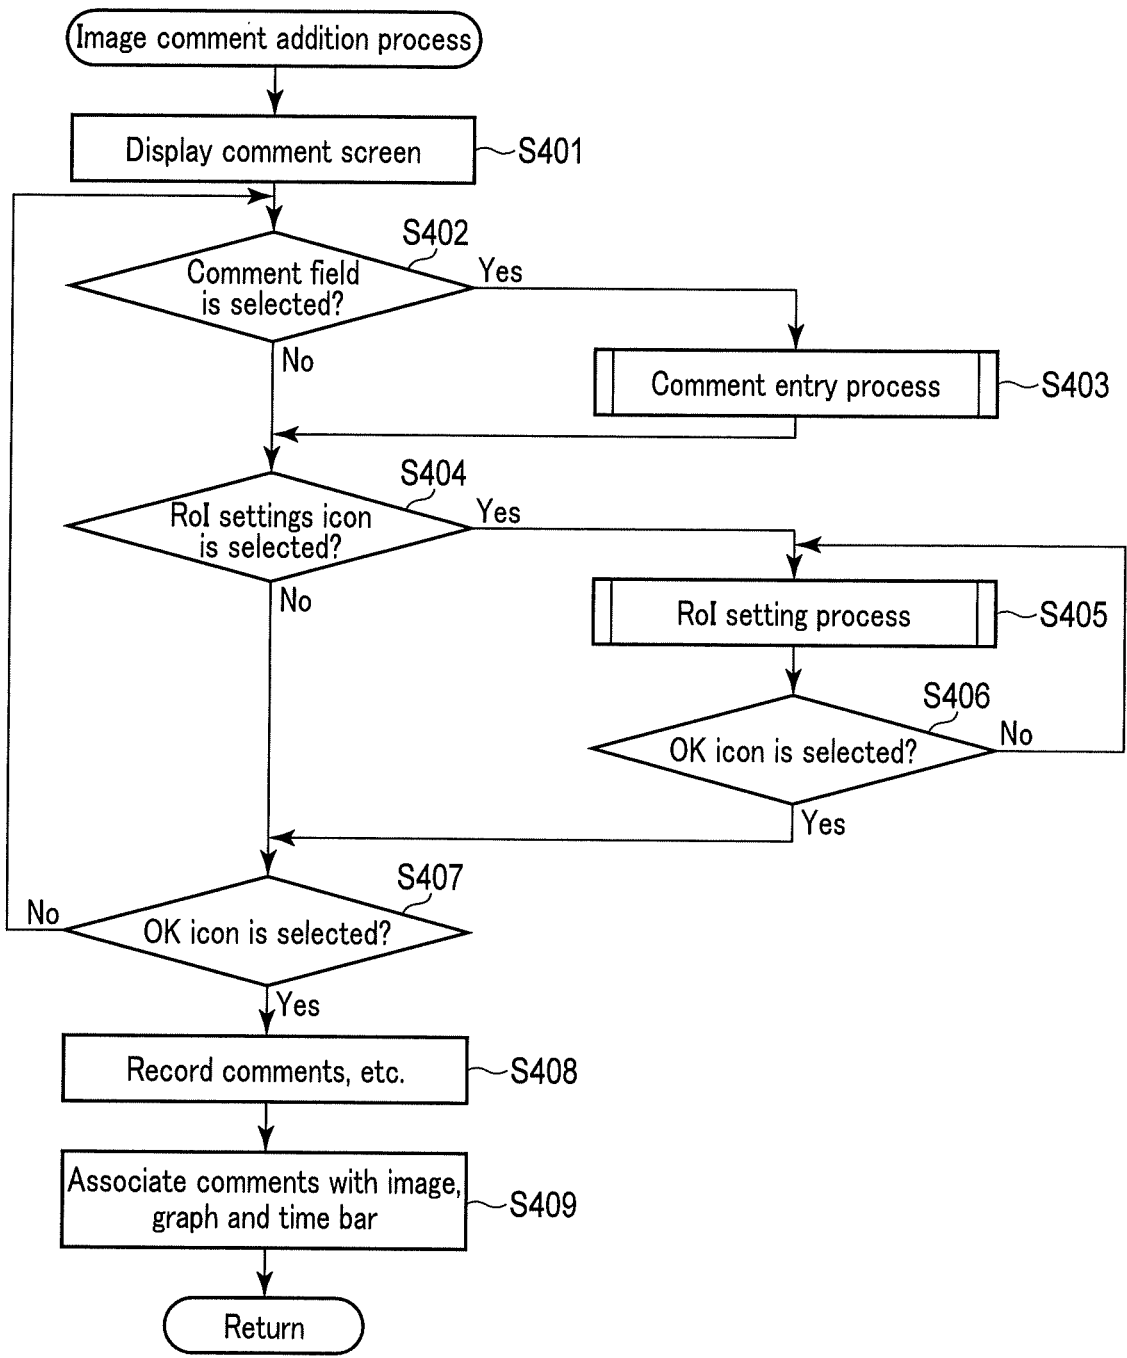 Image comment addition process
Display comment screen
S401
S402
Comment field
is selected?
Yes
No
Comment entry process
S403
S404
RoI settings icon
is selected?
Yes
No
RoI setting process
S405
S406
OK icon is selected?
No
Yes
S407
OK icon is selected?
No
Yes
Record comments, etc.
S408
Associate comments with image,
graph and time bar
S409
Return